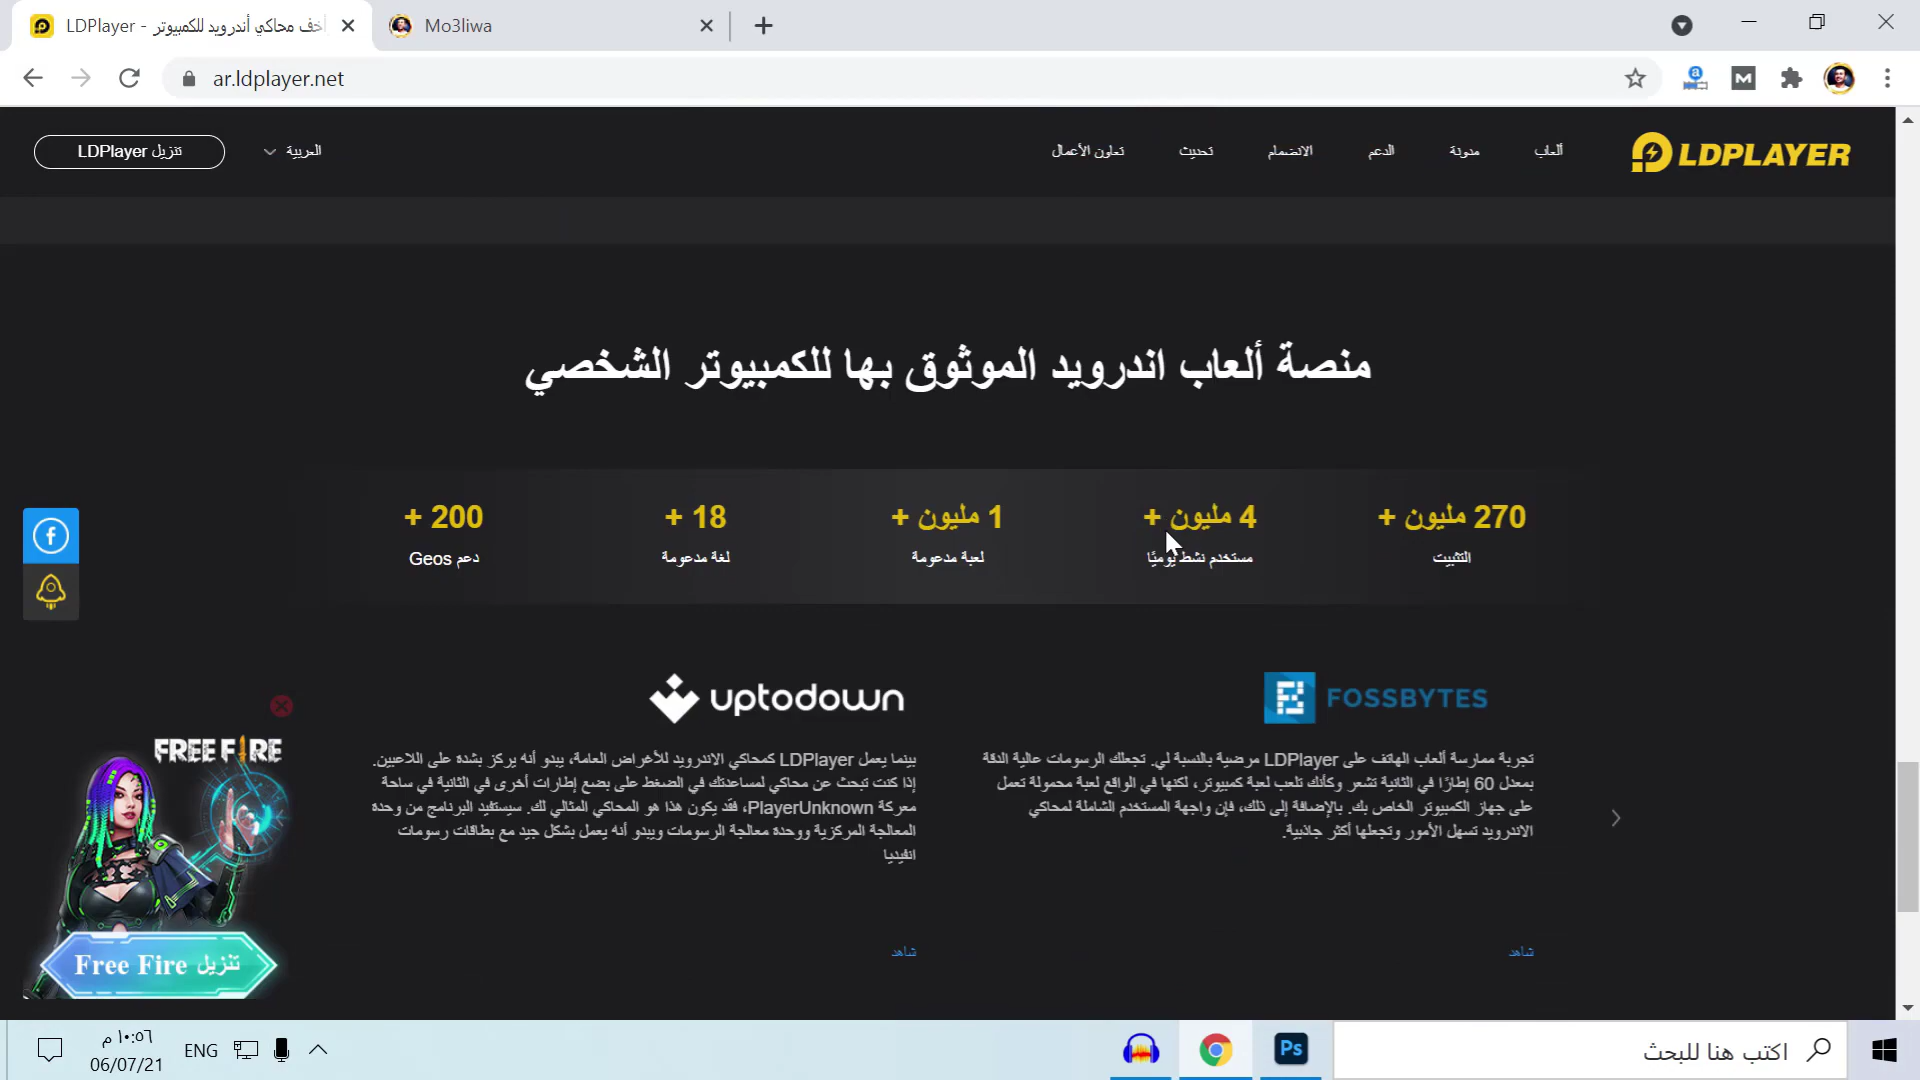 LDPlayer - أخف محاكي أندرويد للكمبيوتر
Mo3liwa
ar.ldplayer.net
LDPLAYER
ألعاب
مدونة
الدعم
الانضمام
تحديث
تعاون الأعمال
العربية
تنزيل LDPlayer
منصة ألعاب اندرويد الموثوق بها للكمبيوتر الشخصي
270 مليون +
4 مليون +
1 مليون +
18 +
200 +
التثبيت
مستخدم نشط يوميًا
لعبة مدعومة
لغة مدعومة
دعم Geos
FOSSBYTES
تجربة ممارسة ألعاب الهاتف على LDPlayer مرضية بالنسبة لي. تجعلك الرسومات عالية الدقة
بمعدل 60 إطارًا في الثانية تشعر وكأنك تلعب لعبة كمبيوتر، لكنها في الواقع لعبة محمولة تعمل
على جهاز الكمبيوتر الخاص بك. بالإضافة إلى ذلك، فإن واجهة المستخدم الشاملة لمحاكي
الاندرويد تسهل الأمور وتجعلها أكثر جاذبية.
شاهد
uptodown
بينما يعمل LDPlayer كمحاكي الاندرويد للأغراض العامة، يبدو أنه يركز بشدة على اللاعبين.
إذا كنت تبحث عن محاكي لمساعدتك في الضغط على بضع إطارات أخرى في الثانية في ساحة
معركة PlayerUnknown، فقد يكون هذا هو المحاكي المثالي لك. سيستفيد البرنامج من وحدة
المعالجة المركزية ووحدة معالجة الرسومات ويبدو أنه يعمل بشكل جيد مع بطاقات رسومات
انفيديا
شاهد
FREE FIRE
تنزيل Free Fire
اكتب هنا للبحث
Ps
ENG
١٠:٥٦ م
06/07/21